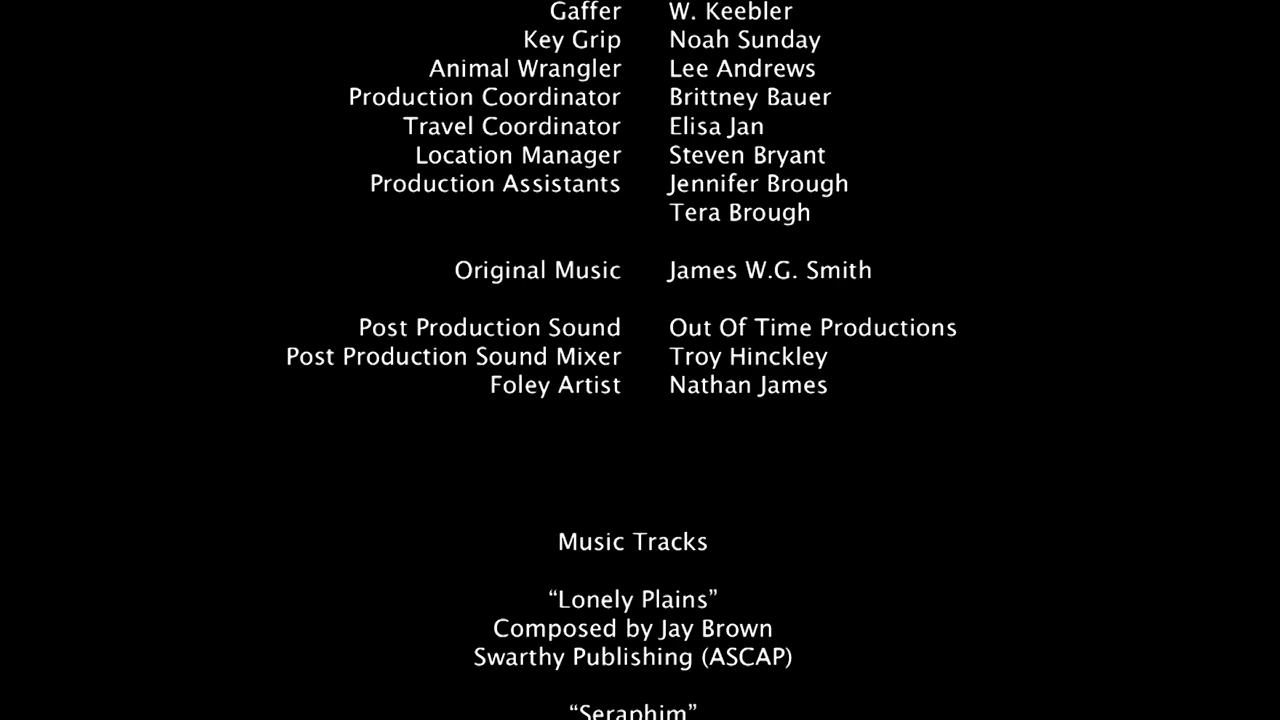 Gaffer W. Keebler
Key Grip Noah Sunday
Animal Wrangler Lee Andrews
Production Coordinator Brittney Bauer
Travel Coordinator Elisa Jan
Location Manager Steven Bryant
Production Assistants Jennifer Brough
Tera Brough
Original Music James W.G. Smith
Post Production Sound Out Of Time Productions
Post Production Sound Mixer Troy Hinckley
Foley Artist Nathan James
Music Tracks
“Lonely Plains”
Composed by Jay Brown
Swarthy Publishing (ASCAP)
“Seraphim”